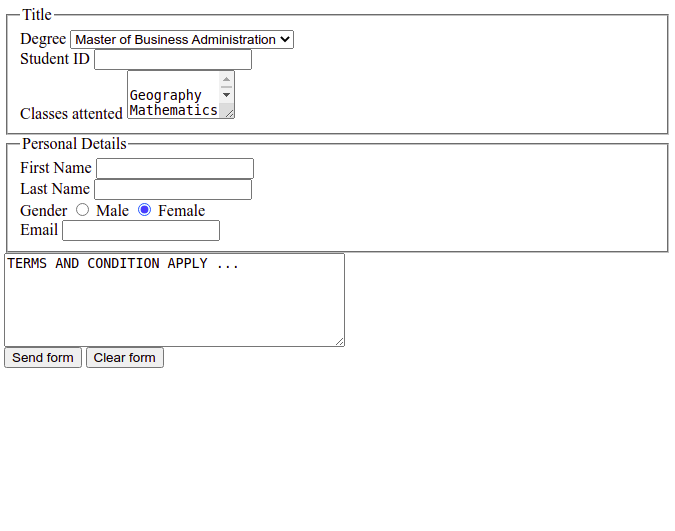 Title
Degree Master of Business Administration
Student ID
Geography
Classes attented Mathematics
Personal Details
First Name
Last Name
Gender Male Female
Email
TERMS AND CONDITION APPLY ...
Send form Clear form